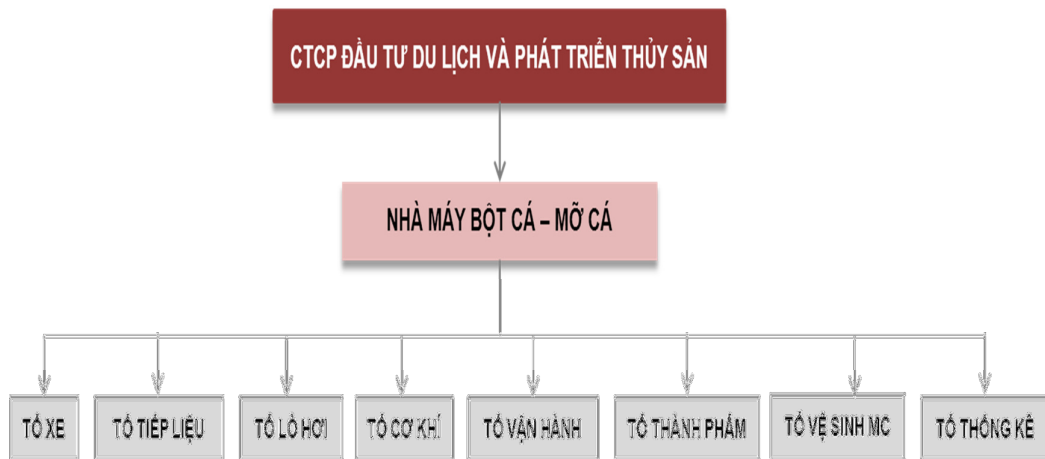 CTCP ĐẦU TƯ DU LỊCH VÀ PHÁT TRIỂN THỦY SẢN
NHÀ MÁY BỘT CÁ – MỠ CÁ
TỔ XE
TỔ TIẾP LIỆU
TỔ LÒ HƠI
TỔ CƠ KHÍ
TỔ VẬN HÀNH
TỔ THÀNH PHẨM
TỔ VỆ SINH MC
TỔ THỐNG KÊ